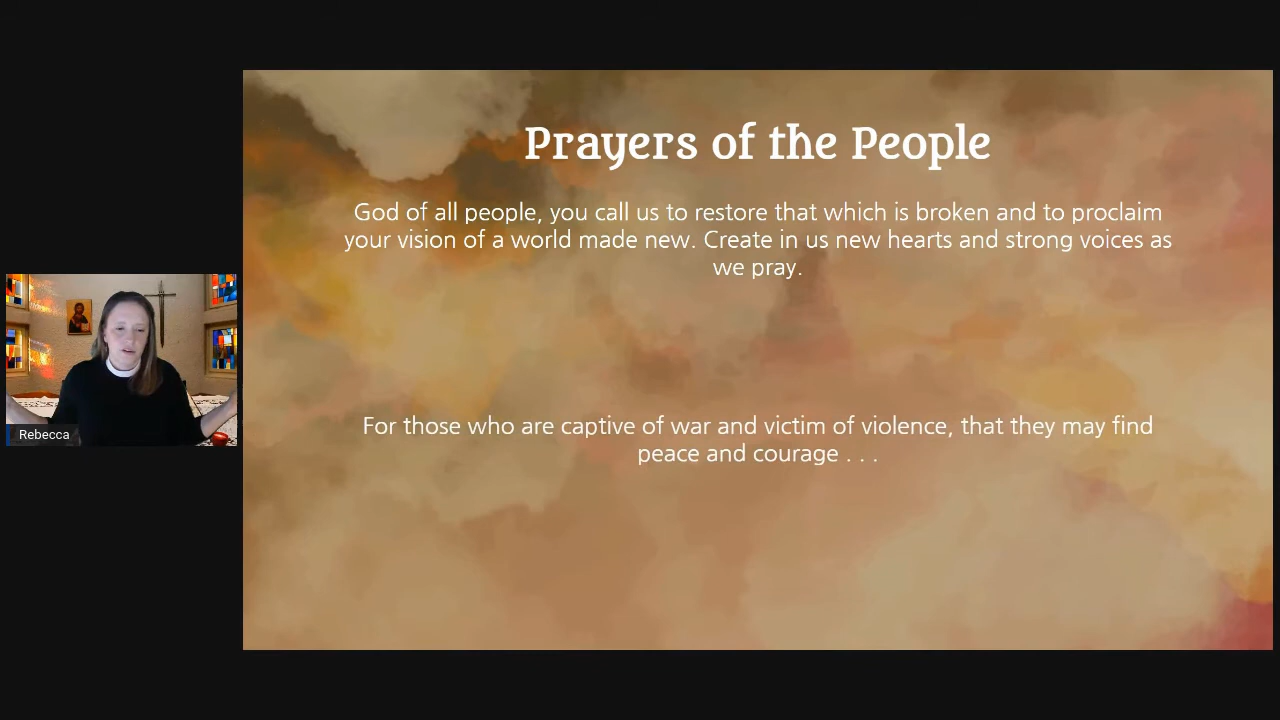 Prayers of the People
God of all people, you call us to restore that which is broken and to proclaim
your vision of a world made new. Create in us new hearts and strong voices as
we pray.
For those who are captive of war and victim of violence, that they may find
peace and courage . . .
Rebecca